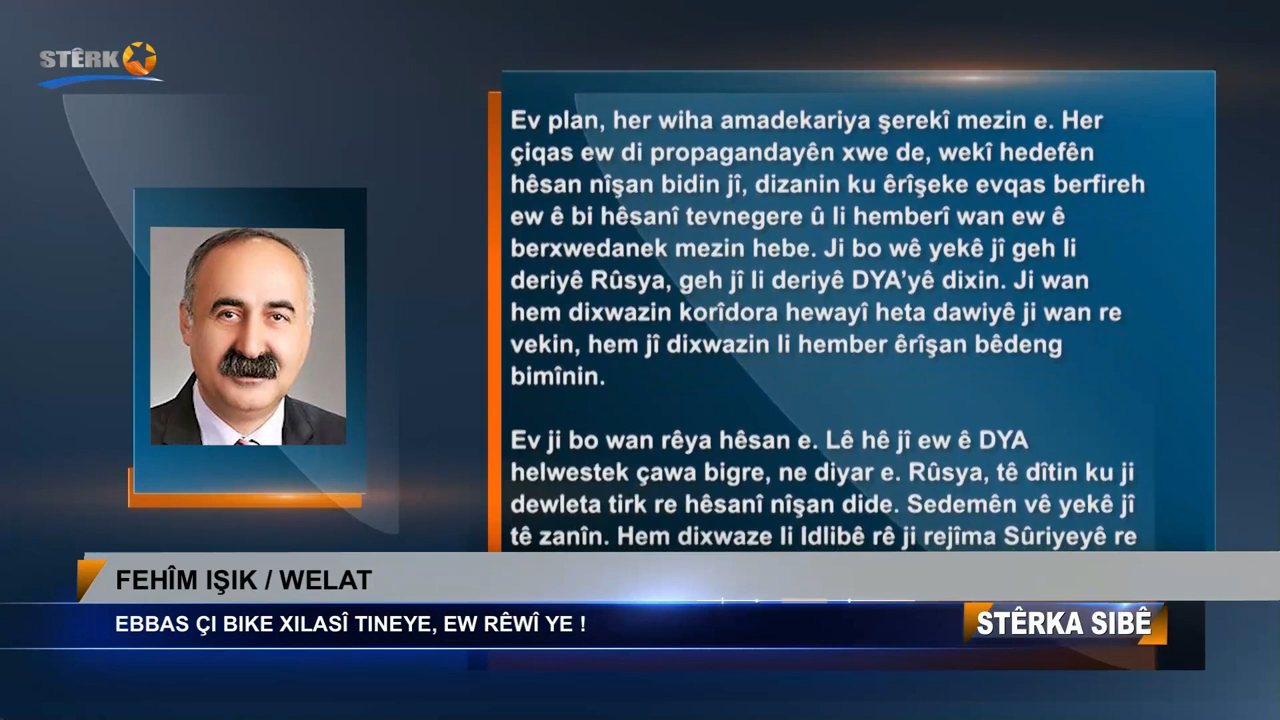 STÊRK
Ev plan, her wiha amadekariya şerekî mezin e. Her
çiqas ew di propagandayên xwe de, wekî hedefên
hêsan nîşan bidin jî, dizanin ku êrîşeke evqas berfireh
ew ê bi hêsanî tevnegere û li hemberî wan ew ê
berxwedanek mezin hebe. Ji bo wê yekê jî geh li
deriyê Rûsya, geh jî li deriyê DYA’yê dixin. Ji wan
hem dixwazin korîdora hewayî heta dawiyê ji wan re
vekin, hem jî dixwazin li hember êrîşan bêdeng
bimînin.
Ev ji bo wan rêya hêsan e. Lê hê jî ew ê DYA
helwestek çawa bigre, ne diyar e. Rûsya, tê dîtin ku ji
dewleta tirk re hêsanî nîşan dide. Sedemên vê yekê jî
tê zanîn. Hem dixwaze li Idlibê rê ji rejîma Sûriyeyê re
FEHÎM IŞIK / WELAT
EBBAS ÇI BIKE XILASÎ TINEYE, EW RÊWÎ YE !
STÊRKA SIBÊ